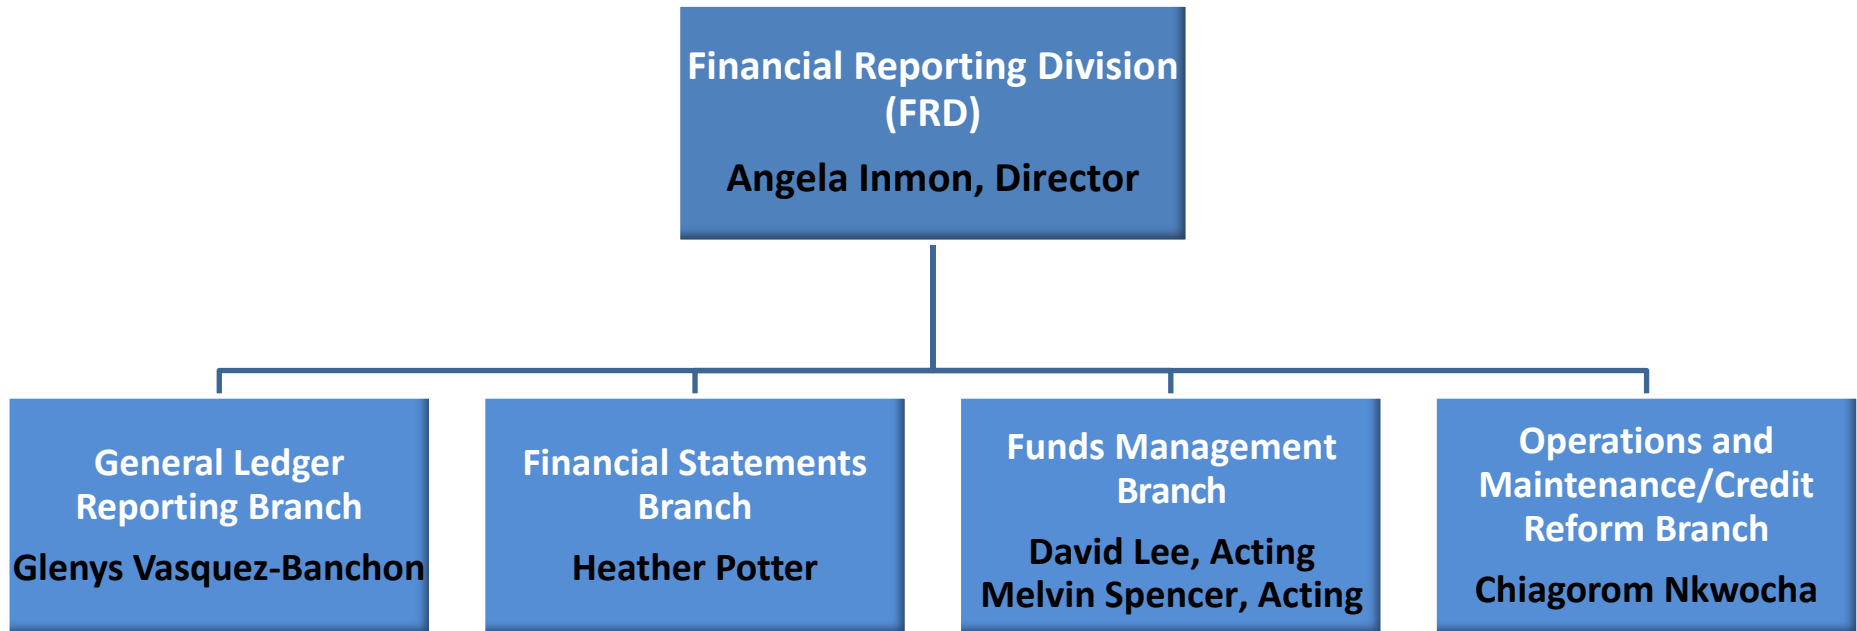 Financial Reporting Division
(FRD)
Angela Inmon, Director
General Ledger
Reporting Branch
Glenys Vasquez-Banchon
Financial Statements
Branch
Heather Potter
Funds Management
Branch
David Lee, Acting
Melvin Spencer, Acting
Operations and
Maintenance/Credit
Reform Branch
Chiagorom Nkwocha